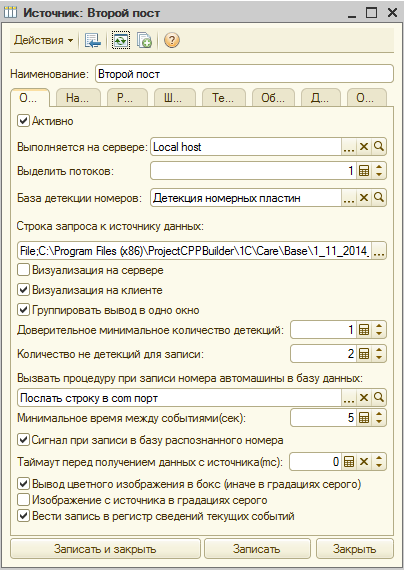 Источник: Второй пост
Действия
Наименование: Второй пост
О... На... Р... Ш... Те... Об... Д... О...
Активно
Выполняется на сервере: Local host
Выделить потоков: 1
База детекции номеров: Детекция номерных пластин
Строка запроса к источнику данных:
File;C:\Program Files (x86)\ProjectCPPBuilder\1C\Care\Base\1_11_2014_
Визуализация на сервере
Визуализация на клиенте
Группировать вывод в одно окно
Доверительное минимальное количество детекций: 1
Количество не детекций для записи: 2
Вызвать процедуру при записи номера автомашины в базу данных:
Послать строку в com порт
Минимальное время между событиями(сек): 5
Сигнал при записи в базу распознанного номера
Таймаут перед получением данных с источника(mc): 0
Вывод цветного изображения в бокс (иначе в градациях серого)
Изображение с источника в градациях серого
Вести запись в регистр сведений текущих событий
Записать и закрыть Записать Закрыть